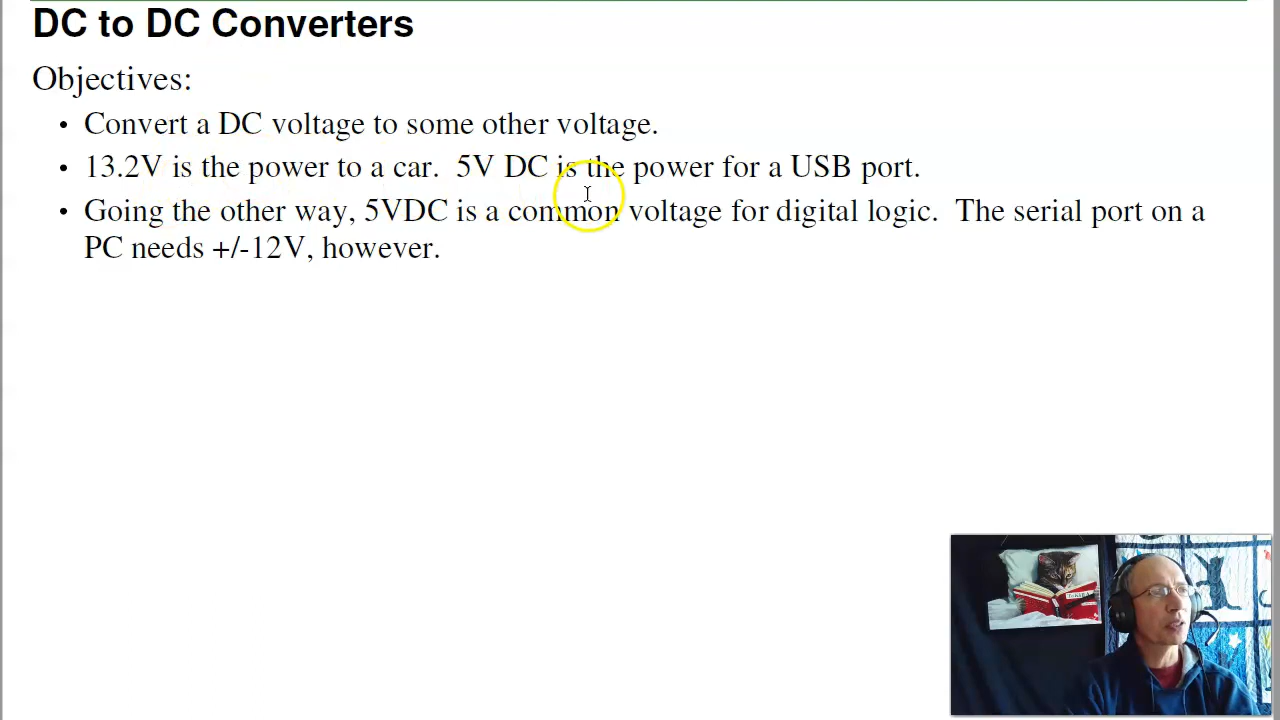 DC to DC Converters
Objectives:
• Convert a DC voltage to some other voltage.
• 13.2V is the power to a car.  5V DC is the power for a USB port.
• Going the other way, 5VDC is a common voltage for digital logic.  The serial port on a
PC needs +/-12V, however.